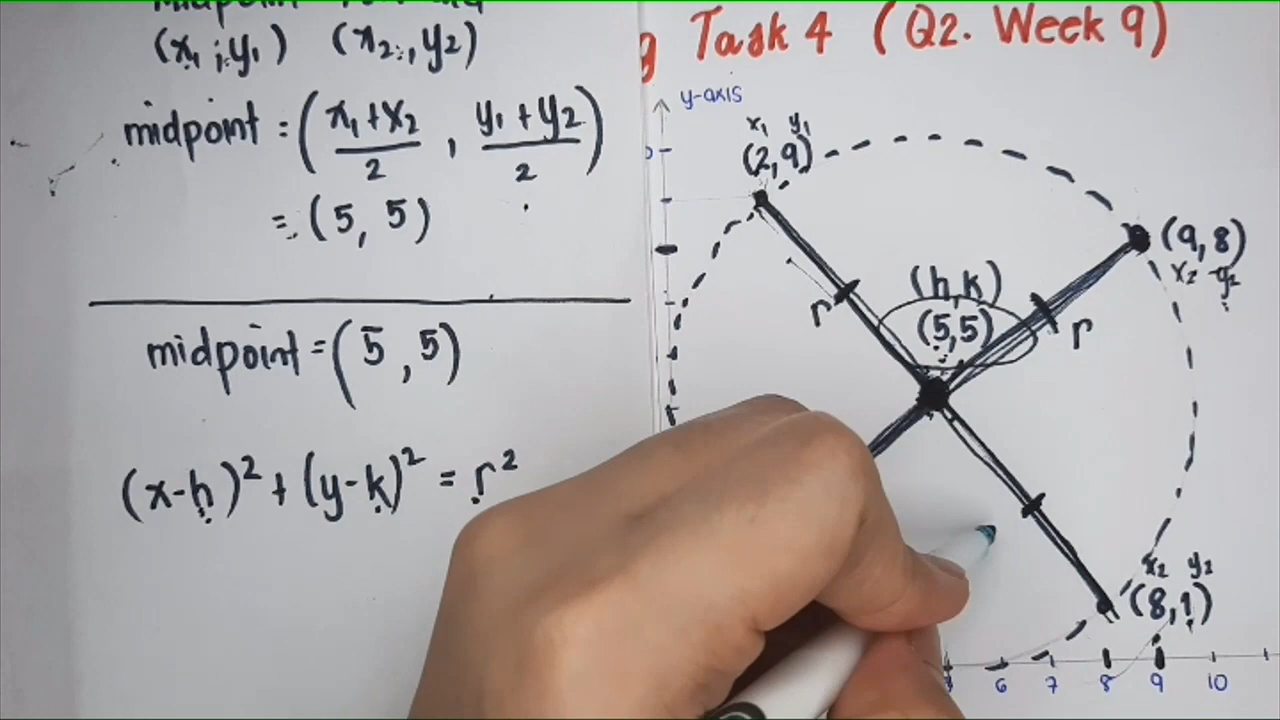 midpoint
(x₁, y₁) (x₂, y₂)
midpoint = (x₁+x₂/2, y₁+y₂/2)
= (5, 5)
midpoint = (5, 5)
(x-h)² + (y-k)² = r²
Task 4 (Q2. Week 9)
y-axis
x₁ y₁
(2,9)
(9,8)
x₂ y₂
(h,k)
(5,5)
r
r
x₂ y₂
(8,1)
6 7 8 9 10